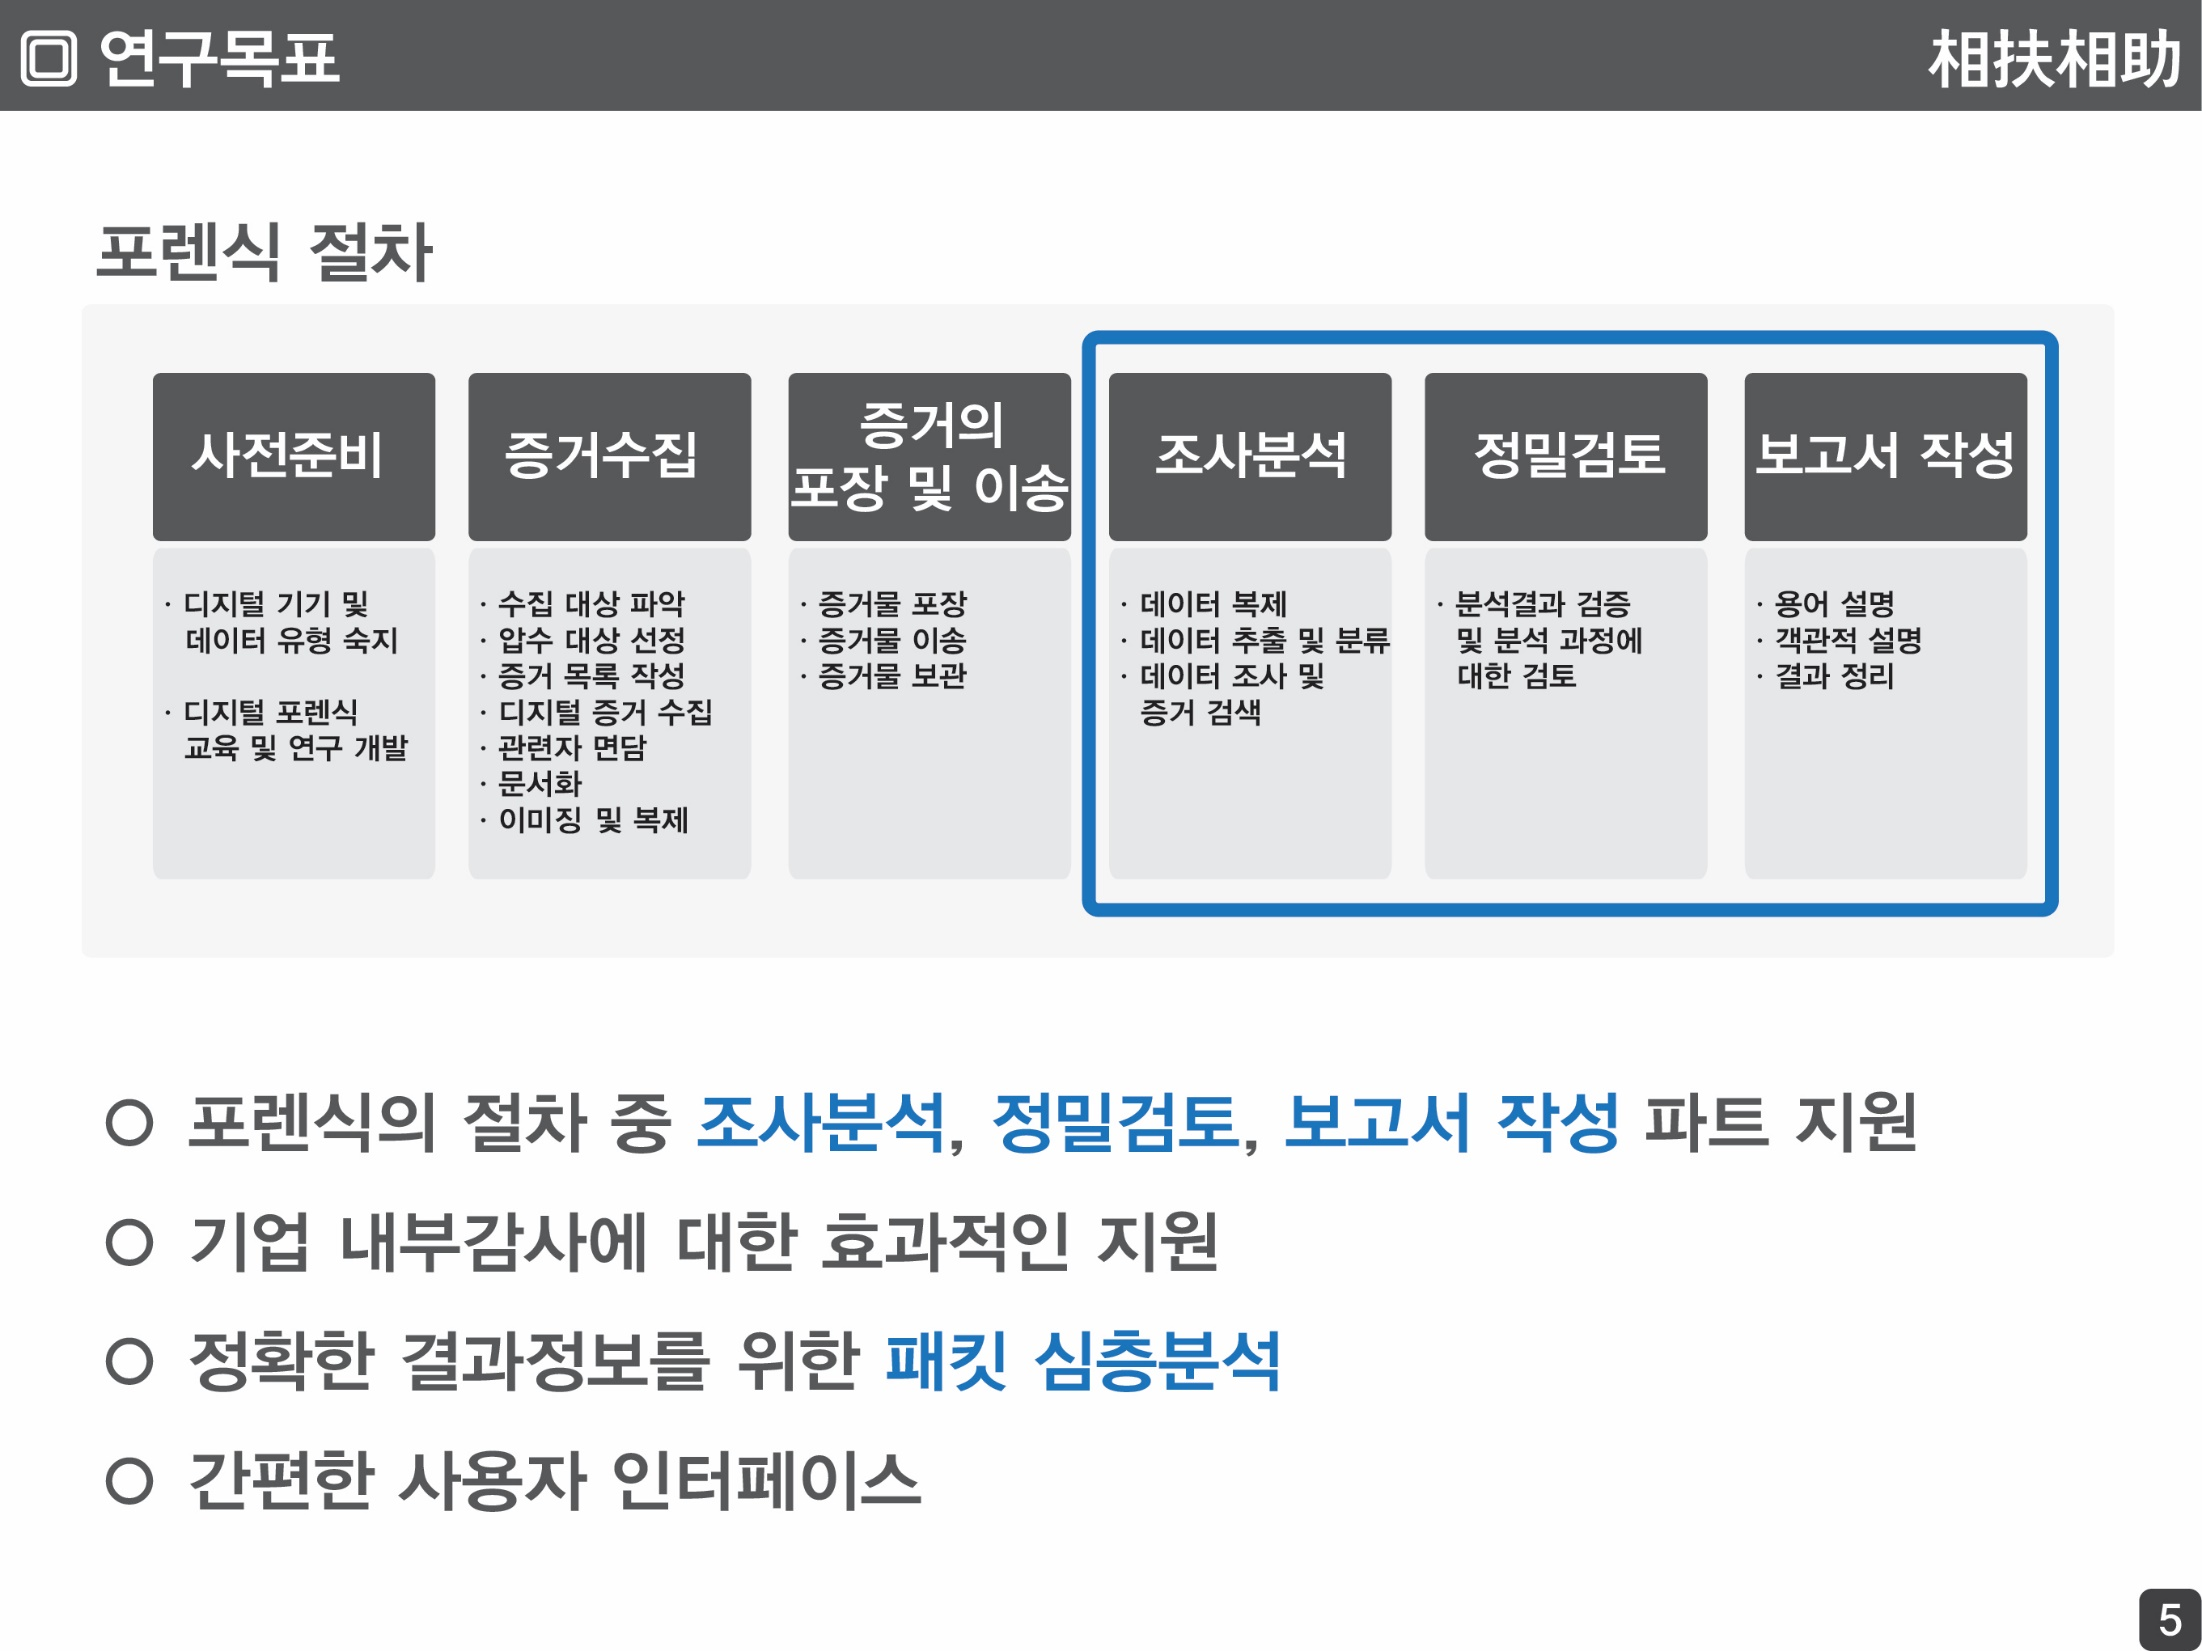 연구목표
相扶相助
포렌식 절차
사전준비
· 디지털 기기 및
데이터 유형 숙지
· 디지털 포렌식
교육 및 연구 개발
증거수집
· 수집 대상 파악
· 압수 대상 선정
· 증거 목록 작성
· 디지털 증거 수집
· 관련자 면담
· 문서화
· 이미징 및 복제
증거의
포장 및 이송
· 증거물 포장
· 증거물 이송
· 증거물 보관
조사분석
· 데이터 복제
· 데이터 추출 및 분류
· 데이터 조사 및
증거 검색
정밀검토
· 분석결과 검증
및 분석 과정에
대한 검토
보고서 작성
· 용어 설명
· 객관적 설명
· 결과 정리
○ 포렌식의 절차 중 조사분석, 정밀검토, 보고서 작성 파트 지원
○ 기업 내부감사에 대한 효과적인 지원
○ 정확한 결과정보를 위한 패킷 심층분석
○ 간편한 사용자 인터페이스
5